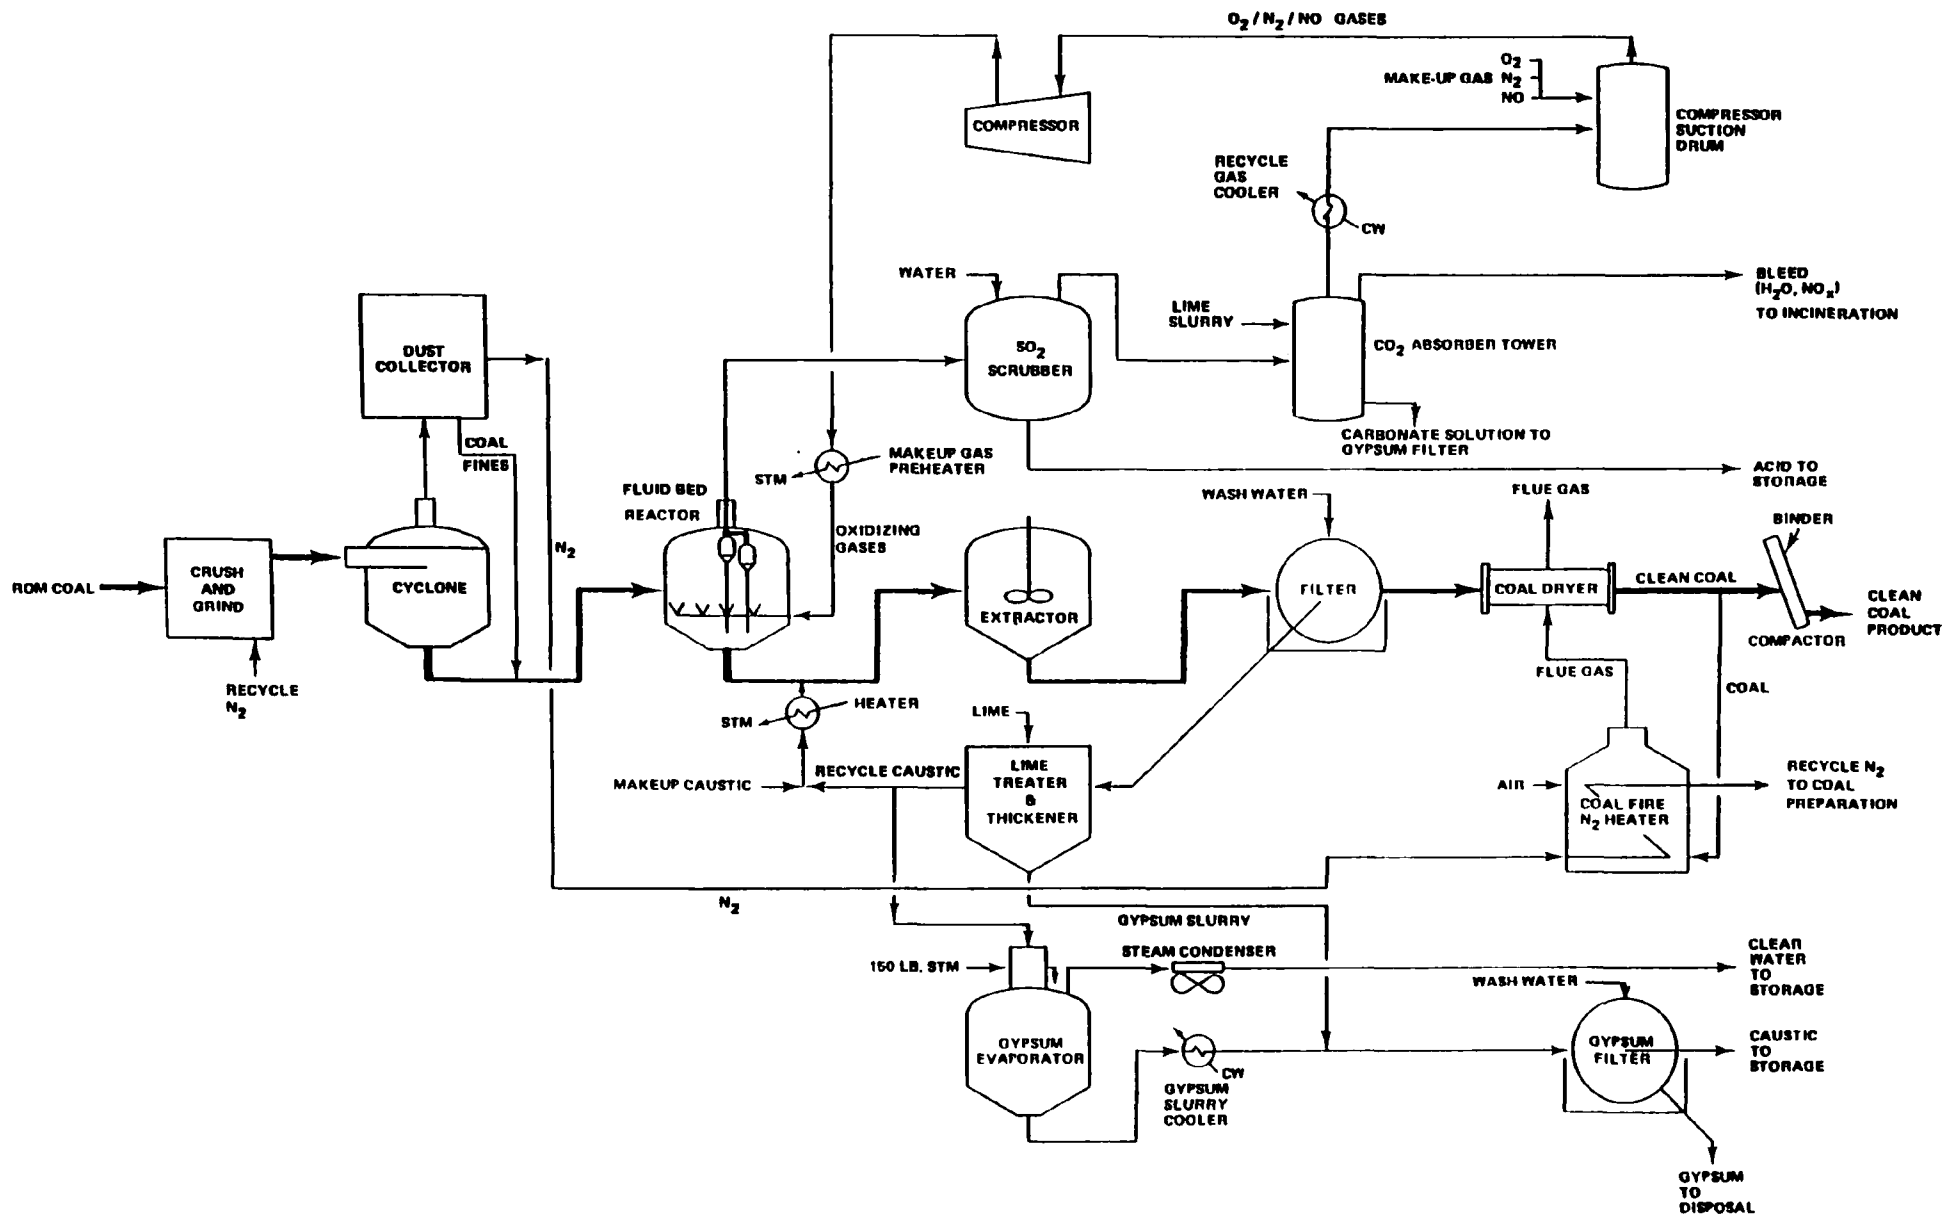 O2 / N2 / NO GASES
O2
MAKE-UP GAS N2
NO
COMPRESSOR
SUCTION
DRUM
COMPRESSOR
RECYCLE
GAS
COOLER
CW
WATER
LIME
SLURRY
SO2
SCRUBBER
CO2 ABSORBER TOWER
BLEED
(H2O, NOx)
TO INCINERATION
CARBONATE SOLUTION TO
GYPSUM FILTER
ACID TO
STORAGE
DUST
COLLECTOR
COAL
FINES
N2
STM
MAKEUP GAS
PREHEATER
FLUID BED
REACTOR
OXIDIZING
GASES
WASH WATER
FLUE GAS
BINDER
ROM COAL
CRUSH
AND
GRIND
CYCLONE
EXTRACTOR
FILTER
COAL DRYER
CLEAN COAL
CLEAN
COAL
PRODUCT
COMPACTOR
RECYCLE
N2
FLUE GAS
COAL
STM
HEATER
LIME
MAKEUP CAUSTIC
RECYCLE CAUSTIC
LIME
TREATER
&
THICKENER
AIR
COAL FIRE
N2 HEATER
RECYCLE N2
TO COAL
PREPARATION
N2
GYPSUM SLURRY
150 LB. STM
STEAM CONDENSER
CLEAR
WATER
TO
STORAGE
WASH WATER
GYPSUM
EVAPORATOR
CW
GYPSUM
SLURRY
COOLER
GYPSUM
FILTER
CAUSTIC
TO
STORAGE
GYPSUM
TO
DISPOSAL